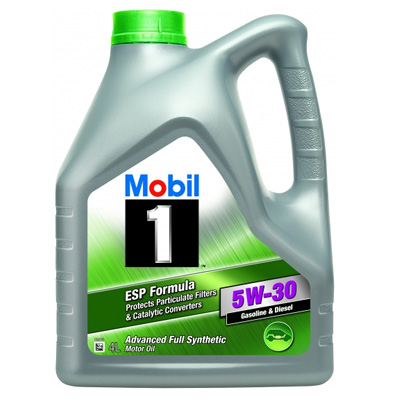 Mobil
1
™
ESP Formula
Protects Particulate Filters
& Catalytic Converters
5W-30
Gasoline & Diesel
Advanced Full Synthetic
Motor Oil
4L